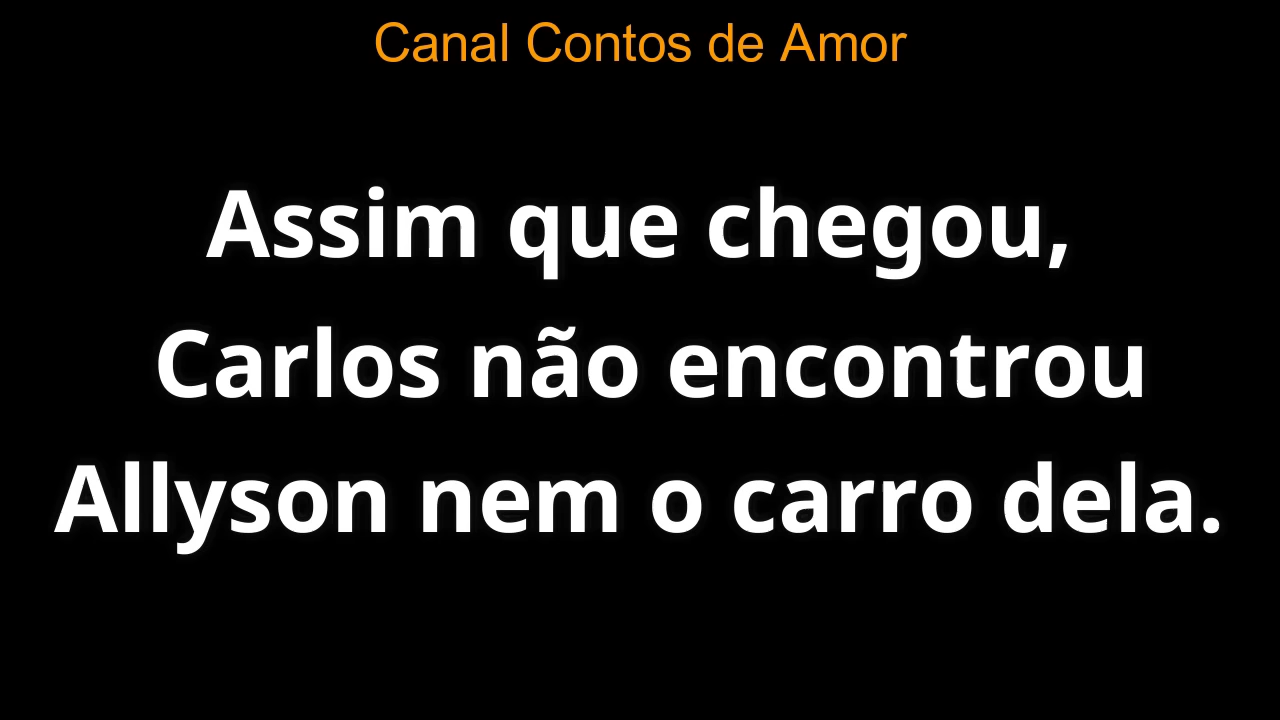 Canal Contos de Amor
Assim que chegou,
Carlos não encontrou
Allyson nem o carro dela.